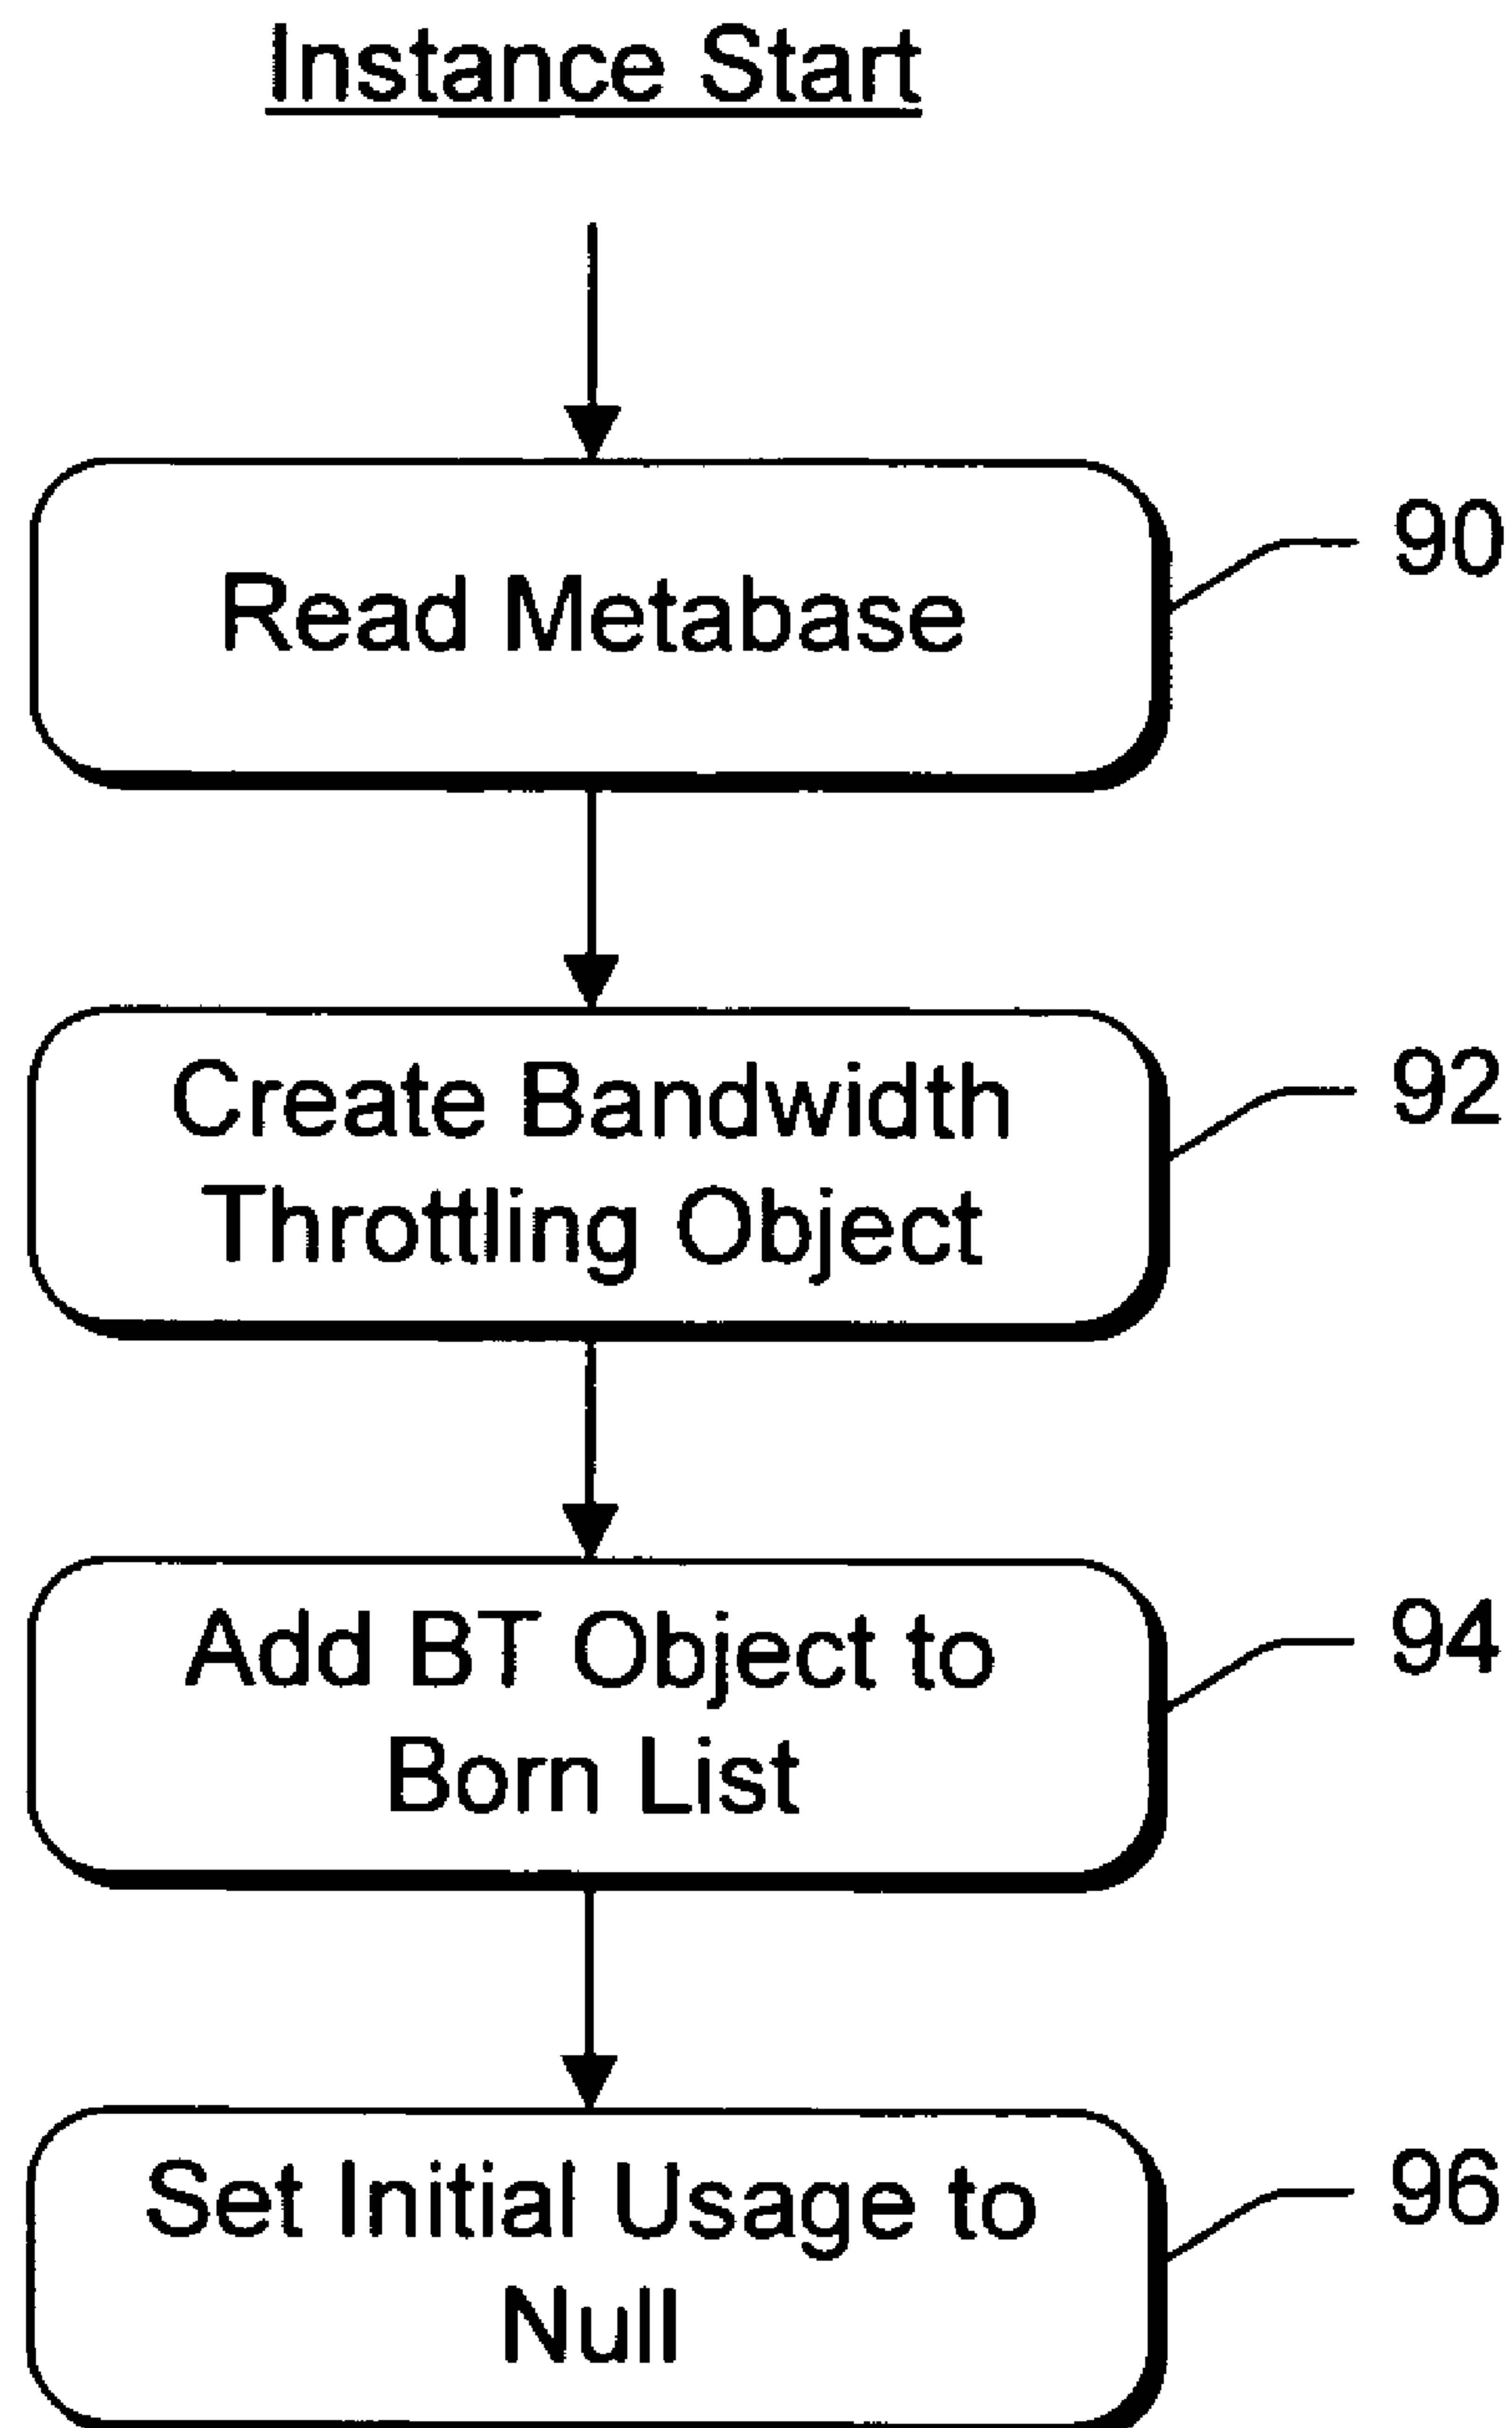 Instance Start
Read Metabase
90
Create Bandwidth
Throttling Object
92
Add BT Object to
Born List
94
Set Initial Usage to
Null
96